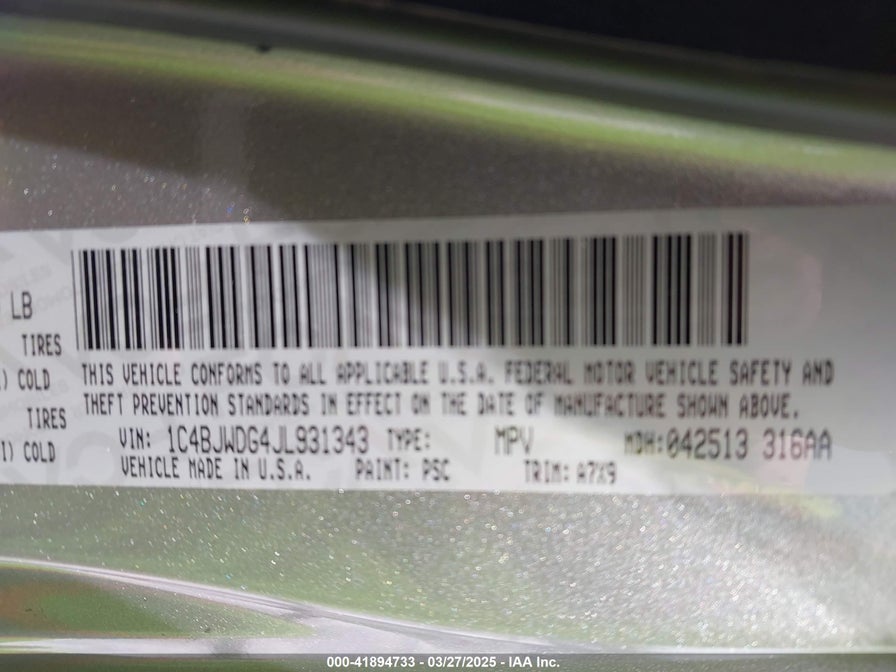 LB
TIRES
) COLD
TIRES
I) COLD
THIS VEHICLE CONFORMS TO ALL APPLICABLE U.S.A. FEDERAL MOTOR VEHICLE SAFETY AND
THEFT PREVENTION STANDARDS IN EFFECT ON THE DATE OF MANUFACTURE SHOWN ABOVE.
VIN: 1C4BJWDG4JL931343 TYPE: MPV MDH:042513 316AA
VEHICLE MADE IN U.S.A. PAINT: PSC TRIM: A7X9
000-41894733 - 03/27/2025 - IAA Inc.